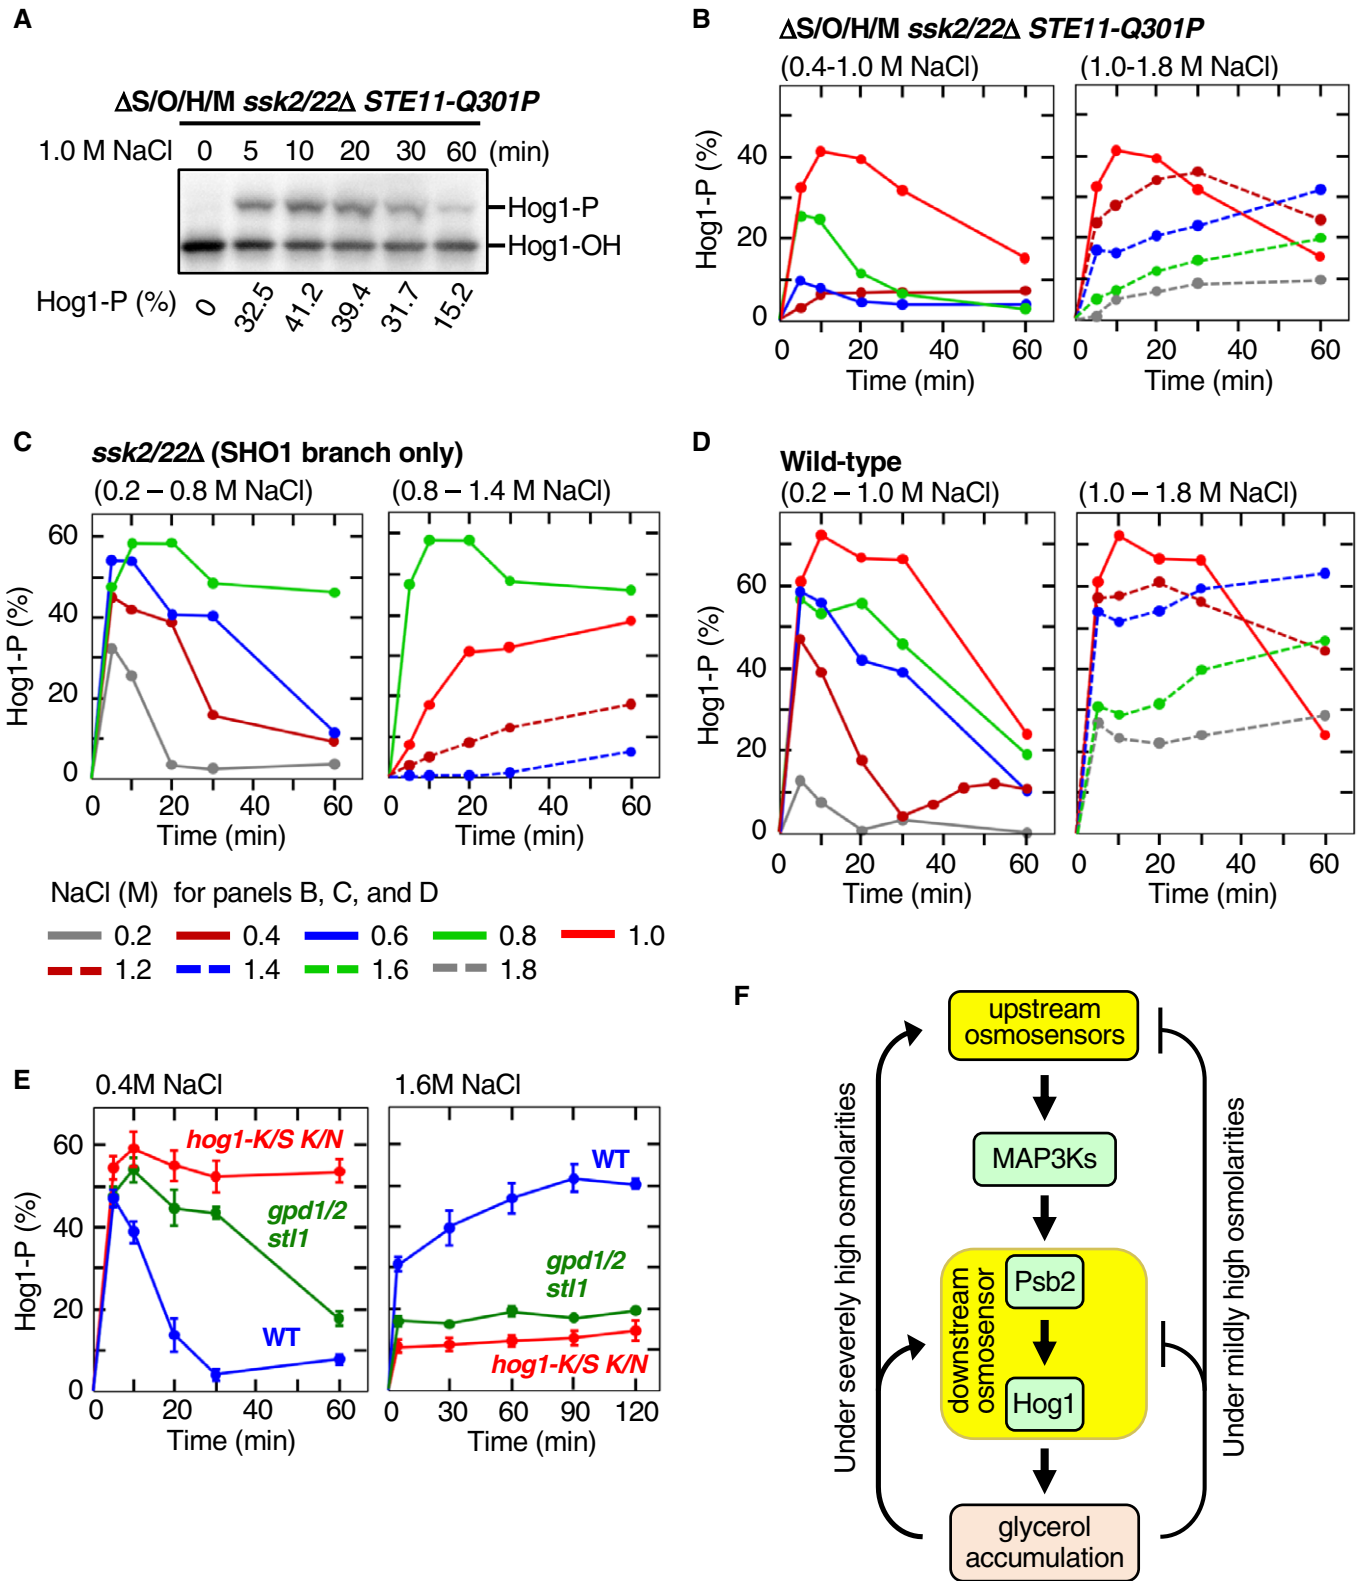 A
ΔS/O/H/M ssk2/22Δ STE11-Q301P
1.0 M NaCl 0 5 10 20 30 60 (min)
Hog1-P
Hog1-OH
Hog1-P (%) 0 32.5 41.2 39.4 31.7 15.2
B
ΔS/O/H/M ssk2/22Δ STE11-Q301P
(0.4-1.0 M NaCl) (1.0-1.8 M NaCl)
Hog1-P (%)
40
20
0
0 20 40 60 0 20 40 60
Time (min) Time (min)
C
ssk2/22Δ (SHO1 branch only)
(0.2 – 0.8 M NaCl) (0.8 – 1.4 M NaCl)
Hog1-P (%)
60
40
20
0
0 20 40 60 0 20 40 60
Time (min) Time (min)
D
Wild-type
(0.2 – 1.0 M NaCl) (1.0 – 1.8 M NaCl)
Hog1-P (%)
60
40
20
0
0 20 40 60 0 20 40 60
Time (min) Time (min)
NaCl (M) for panels B, C, and D
0.2 0.4 0.6 0.8 1.0
1.2 1.4 1.6 1.8
E
0.4M NaCl 1.6M NaCl
Hog1-P (%)
60
40
20
0
hog1-K/S K/N
gpd1/2
stl1
WT
0 20 40 60
Time (min)
WT
gpd1/2
stl1
hog1-K/S K/N
0 30 60 90 120
Time (min)
F
upstream
osmosensors
MAP3Ks
downstream
osmosensor
Psb2
Hog1
glycerol
accumulation
Under severely high osmolarities
Under mildly high osmolarities